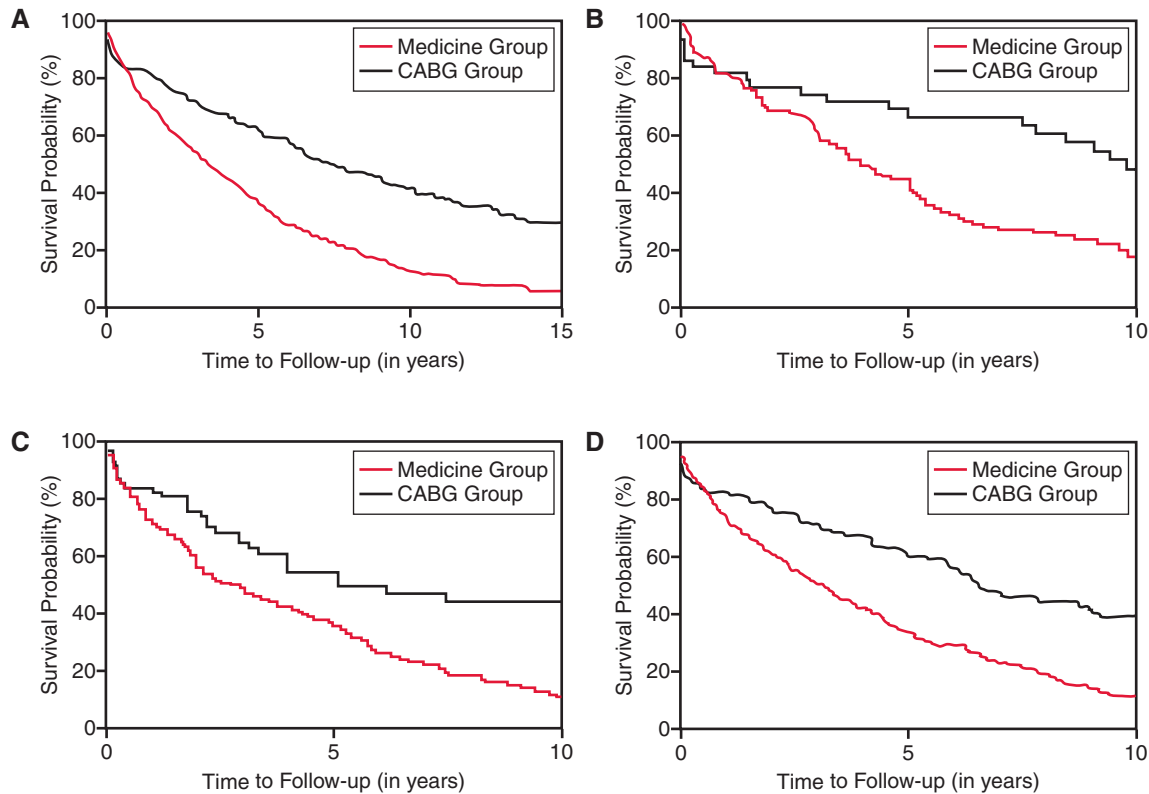 A
Survival Probability (%)
100
80
60
40
20
0
Medicine Group
CABG Group
0
5
10
15
Time to Follow-up (in years)
B
Survival Probability (%)
100
80
60
40
20
0
Medicine Group
CABG Group
0
5
10
Time to Follow-up (in years)
C
Survival Probability (%)
100
80
60
40
20
0
Medicine Group
CABG Group
0
5
10
Time to Follow-up (in years)
D
Survival Probability (%)
100
80
60
40
20
0
Medicine Group
CABG Group
0
5
10
Time to Follow-up (in years)